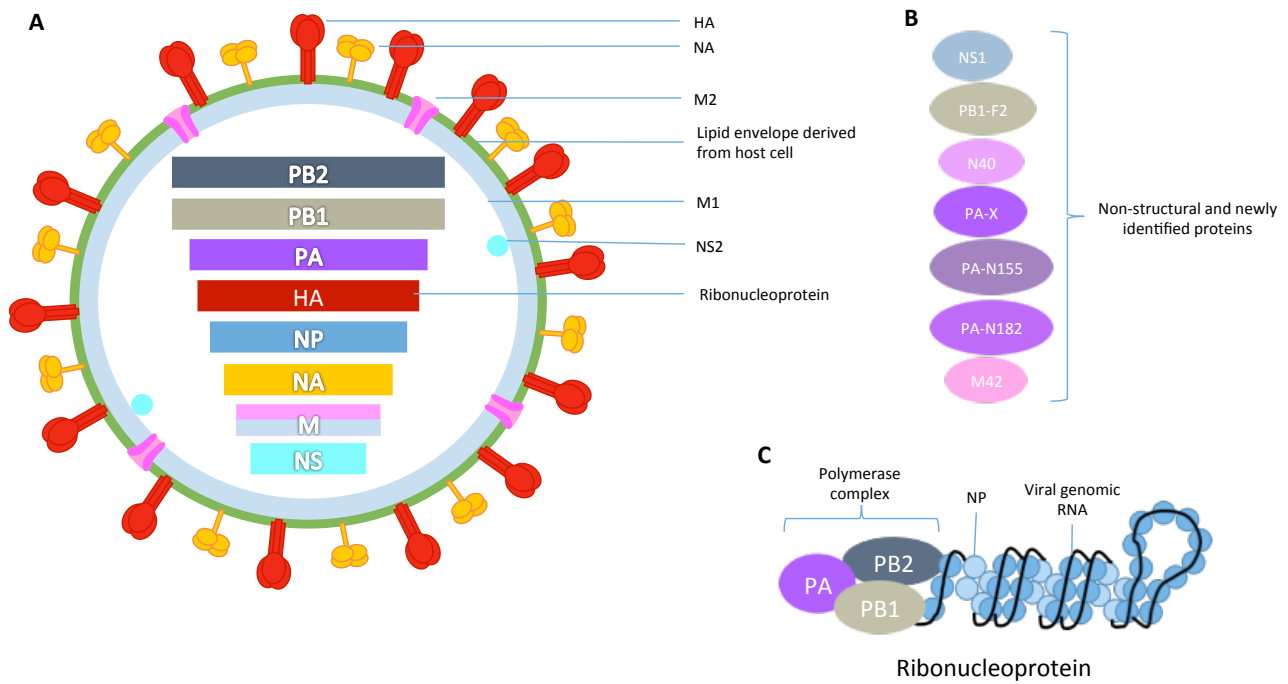 A
HA
NA
M2
Lipid envelope derived
from host cell
M1
NS2
Ribonucleoprotein
PB2
PB1
PA
HA
NP
NA
M
NS
B
NS1
PB1-F2
N40
PA-X
PA-N155
PA-N182
M42
Non-structural and newly
identified proteins
C
Polymerase
complex
NP
Viral genomic
RNA
PA
PB2
PB1
Ribonucleoprotein